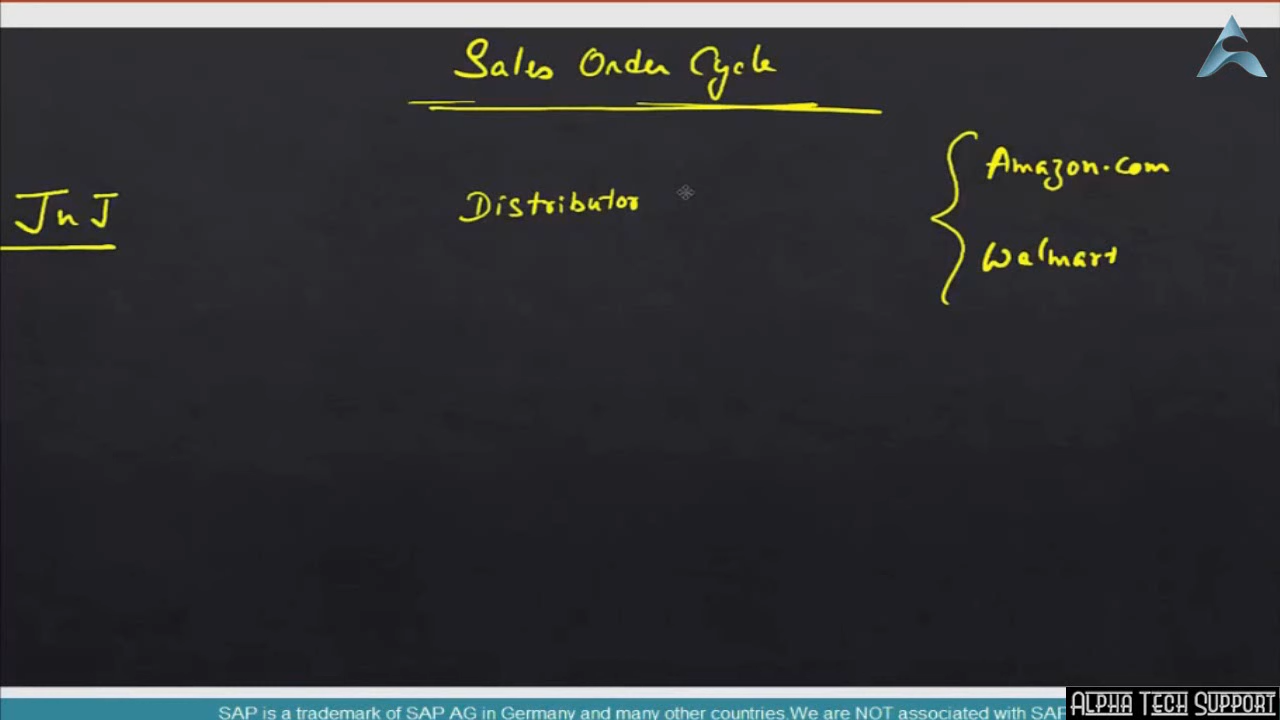 Sales Order Cycle
JnJ
Distributor
Amazon.com
Walmart
SAP is a trademark of SAP AG in Germany and many other countries.We are NOT associated with SAP
ALPHA TECH SUPPORT